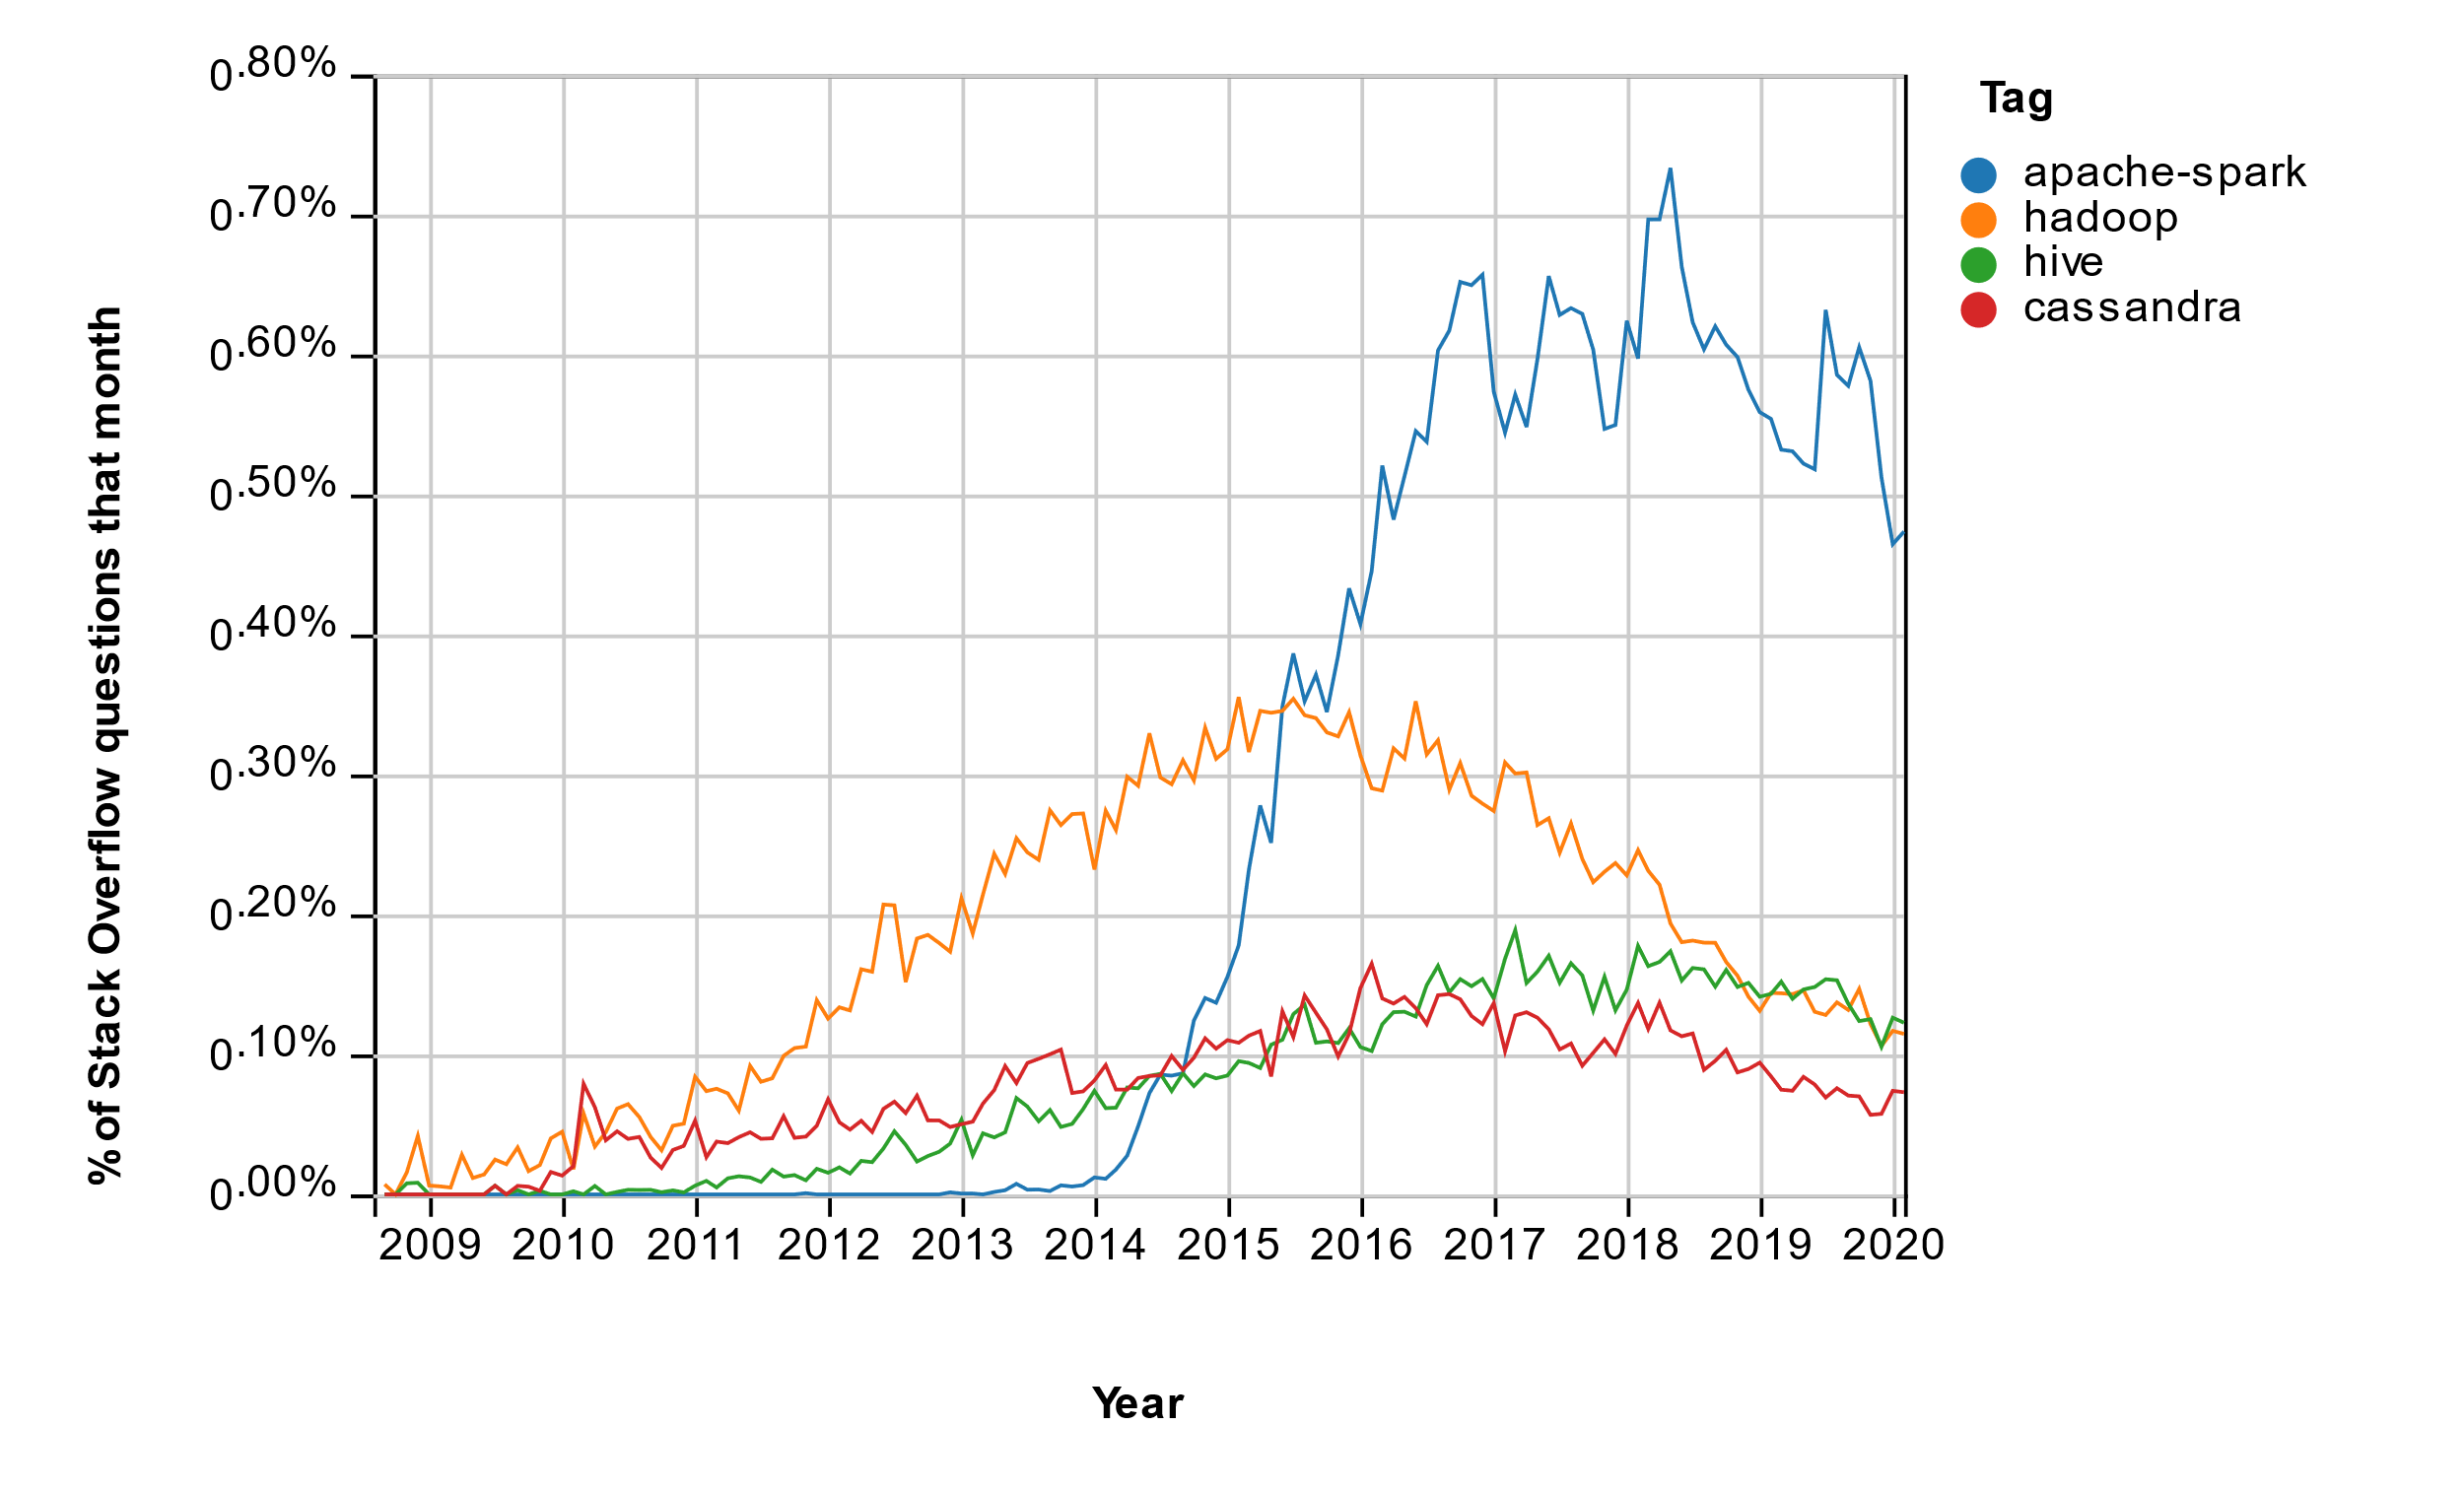 % of Stack Overflow questions that month
0.80%
0.70%
0.60%
0.50%
0.40%
0.30%
0.20%
0.10%
0.00%
2009 2010 2011 2012 2013 2014 2015 2016 2017 2018 2019 2020
Year
Tag
apache-spark
hadoop
hive
cassandra